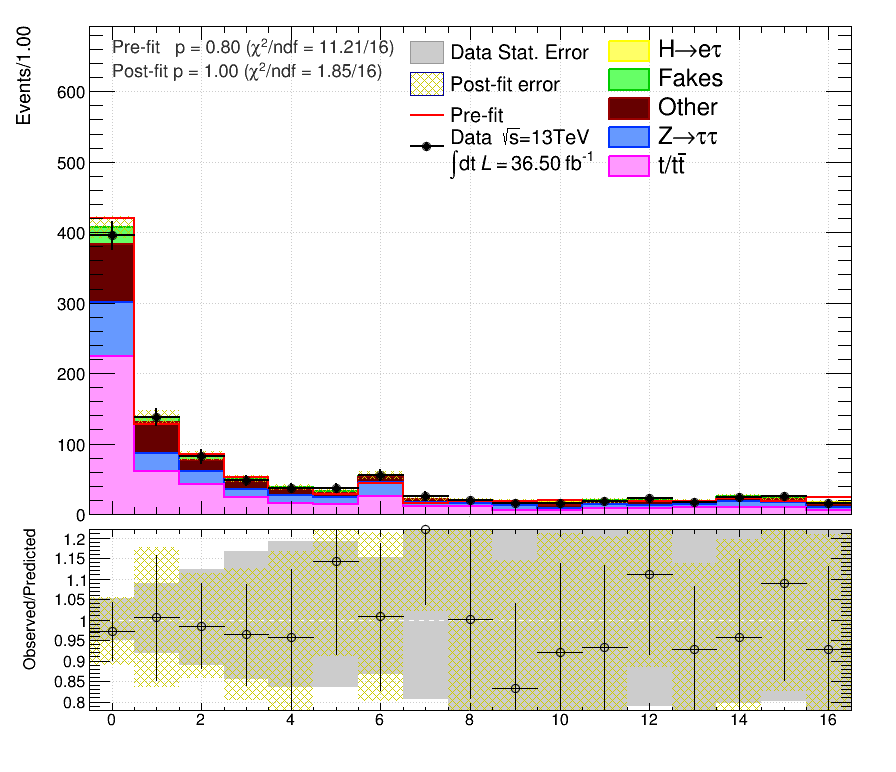 Pre-fit p = 0.80 (χ²/ndf = 11.21/16)
Post-fit p = 1.00 (χ²/ndf = 1.85/16)
Data Stat. Error
Post-fit error
Pre-fit
Data √s=13TeV
∫dt L = 36.50 fb⁻¹
H→eτ
Fakes
Other
Z→ττ
t/tt̄
Events/1.00
600
500
400
300
200
100
0
Observed/Predicted
1.2
1.15
1.1
1.05
1
0.95
0.9
0.85
0.8
0 2 4 6 8 10 12 14 16